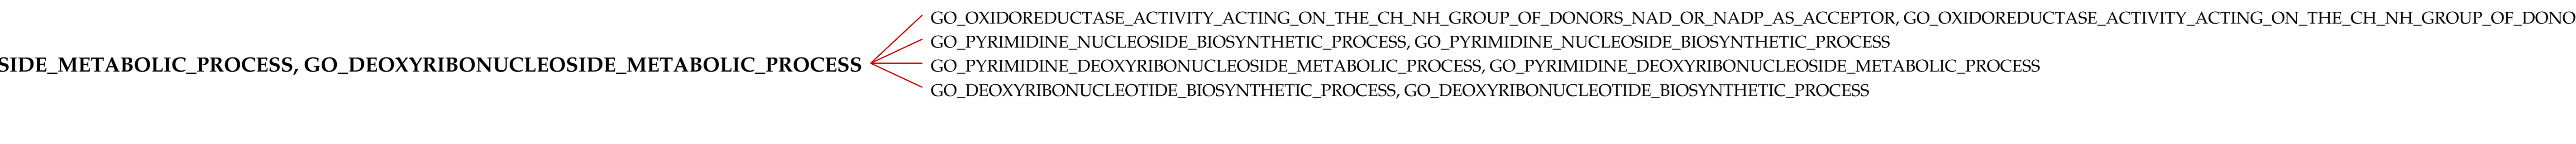 GO_OXIDOREDUCTASE_ACTIVITY_ACTING_ON_THE_CH_NH_GROUP_OF_DONORS_NAD_OR_NADP_AS_ACCEPTOR, GO_OXIDOREDUCTASE_ACTIVITY_ACTING_ON_THE_CH_NH_GROUP_OF_DONO
GO_PYRIMIDINE_NUCLEOSIDE_BIOSYNTHETIC_PROCESS, GO_PYRIMIDINE_NUCLEOSIDE_BIOSYNTHETIC_PROCESS
SIDE_METABOLIC_PROCESS, GO_DEOXYRIBONUCLEOSIDE_METABOLIC_PROCESS
GO_PYRIMIDINE_DEOXYRIBONUCLEOSIDE_METABOLIC_PROCESS, GO_PYRIMIDINE_DEOXYRIBONUCLEOSIDE_METABOLIC_PROCESS
GO_DEOXYRIBONUCLEOTIDE_BIOSYNTHETIC_PROCESS, GO_DEOXYRIBONUCLEOTIDE_BIOSYNTHETIC_PROCESS